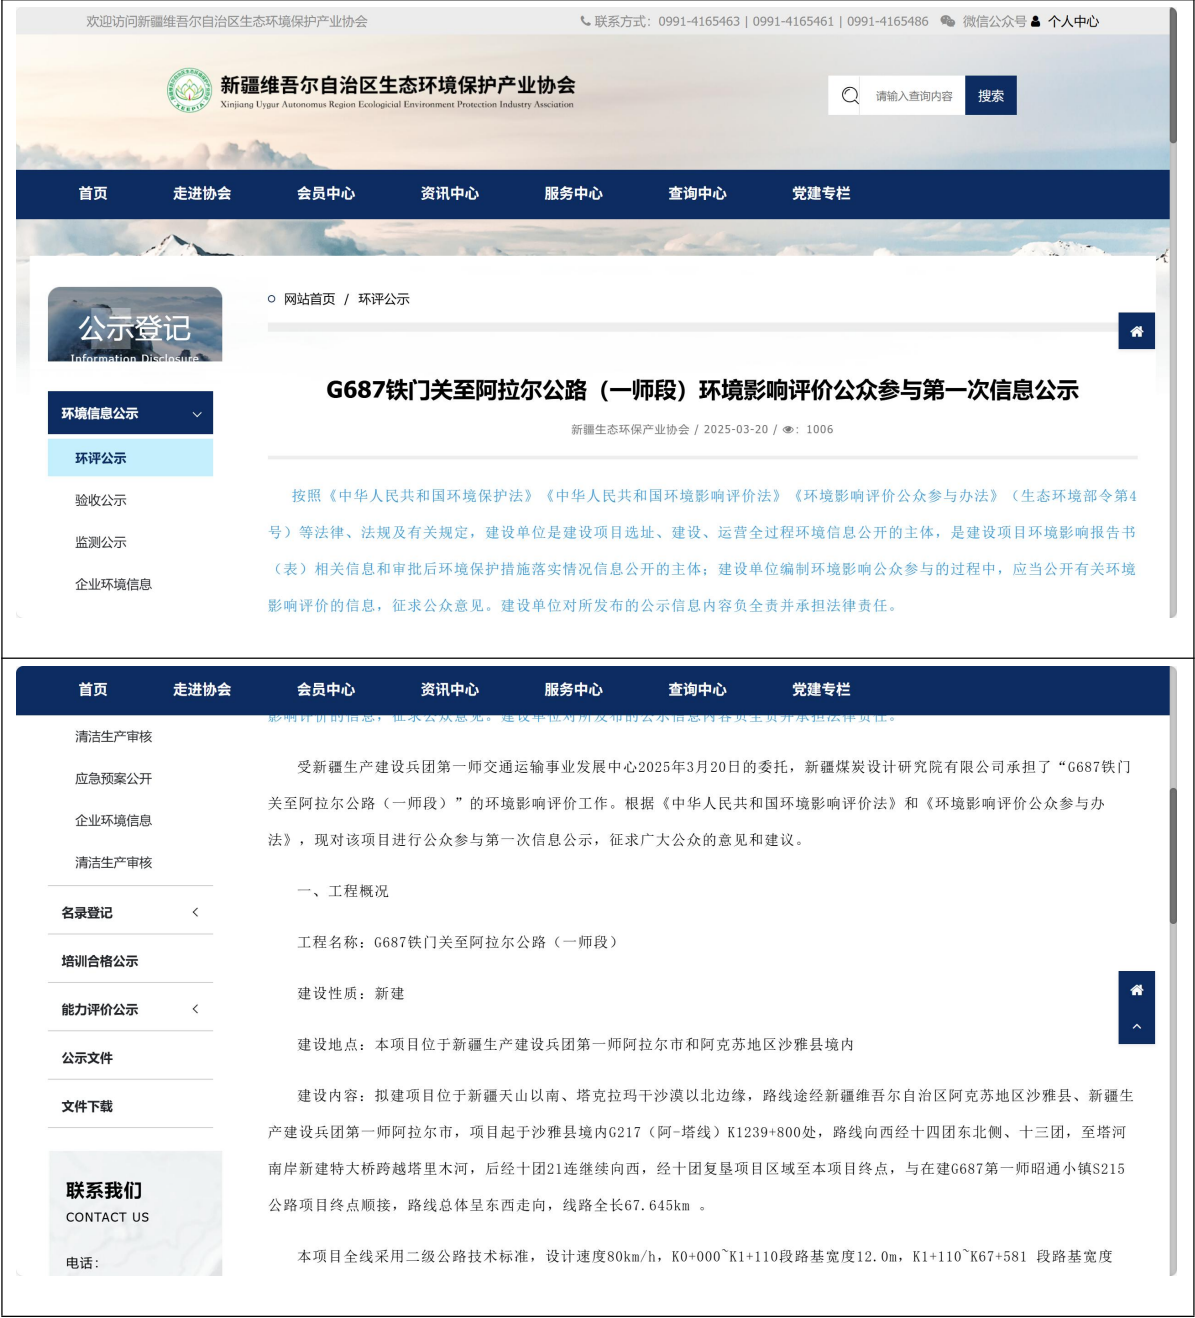 欢迎访问新疆维吾尔自治区生态环境保护产业协会
联系方式：0991-4165463 | 0991-4165461 | 0991-4165486 微信公众号 个人中心
新疆维吾尔自治区生态环境保护产业协会
Xinjiang Uygur Autonomus Region Ecological Environment Protection Industry Assciation
XEEPIA
请输入查询内容 搜索
首页 走进协会 会员中心 资讯中心 服务中心 查询中心 党建专栏
公示登记
Information Disclosure
网站首页 / 环评公示
环境信息公示
环评公示
验收公示
监测公示
企业环境信息
G687铁门关至阿拉尔公路（一师段）环境影响评价公众参与第一次信息公示
新疆生态环保产业协会 / 2025-03-20 / ：1006
按照《中华人民共和国环境保护法》《中华人民共和国环境影响评价法》《环境影响评价公众参与办法》（生态环境部令第4
号）等法律、法规及有关规定，建设单位是建设项目选址、建设、运营全过程环境信息公开的主体，是建设项目环境影响报告书
（表）相关信息和审批后环境保护措施落实情况信息公开的主体；建设单位编制环境影响公众参与的过程中，应当公开有关环境
影响评价的信息，征求公众意见。建设单位对所发布的公示信息内容负全责并承担法律责任。
首页 走进协会 会员中心 资讯中心 服务中心 查询中心 党建专栏
影响评价的信息，征求公众意见。建设单位对所发布的公示信息内容负全责并承担法律责任。
清洁生产审核
应急预案公开
企业环境信息
清洁生产审核
名录登记
培训合格公示
能力评价公示
公示文件
文件下载
联系我们
CONTACT US
电话：
受新疆生产建设兵团第一师交通运输事业发展中心2025年3月20日的委托，新疆煤炭设计研究院有限公司承担了“G687铁门
关至阿拉尔公路（一师段）”的环境影响评价工作。根据《中华人民共和国环境影响评价法》和《环境影响评价公众参与办
法》，现对该项目进行公众参与第一次信息公示，征求广大公众的意见和建议。
一、工程概况
工程名称：G687铁门关至阿拉尔公路（一师段）
建设性质：新建
建设地点：本项目位于新疆生产建设兵团第一师阿拉尔市和阿克苏地区沙雅县境内
建设内容：拟建项目位于新疆天山以南、塔克拉玛干沙漠以北边缘，路线途经新疆维吾尔自治区阿克苏地区沙雅县、新疆生
产建设兵团第一师阿拉尔市，项目起于沙雅县境内G217（阿-塔线）K1239+800处，路线向西经十四团东北侧、十三团，至塔河
南岸新建特大桥跨越塔里木河，后经十团21连继续向西，经十团复垦项目区域至本项目终点，与在建G687第一师昭通小镇S215
公路项目终点顺接，路线总体呈东西走向，线路全长67.645km 。
本项目全线采用二级公路技术标准，设计速度80km/h，K0+000~K1+110段路基宽度12.0m，K1+110~K67+581 段路基宽度